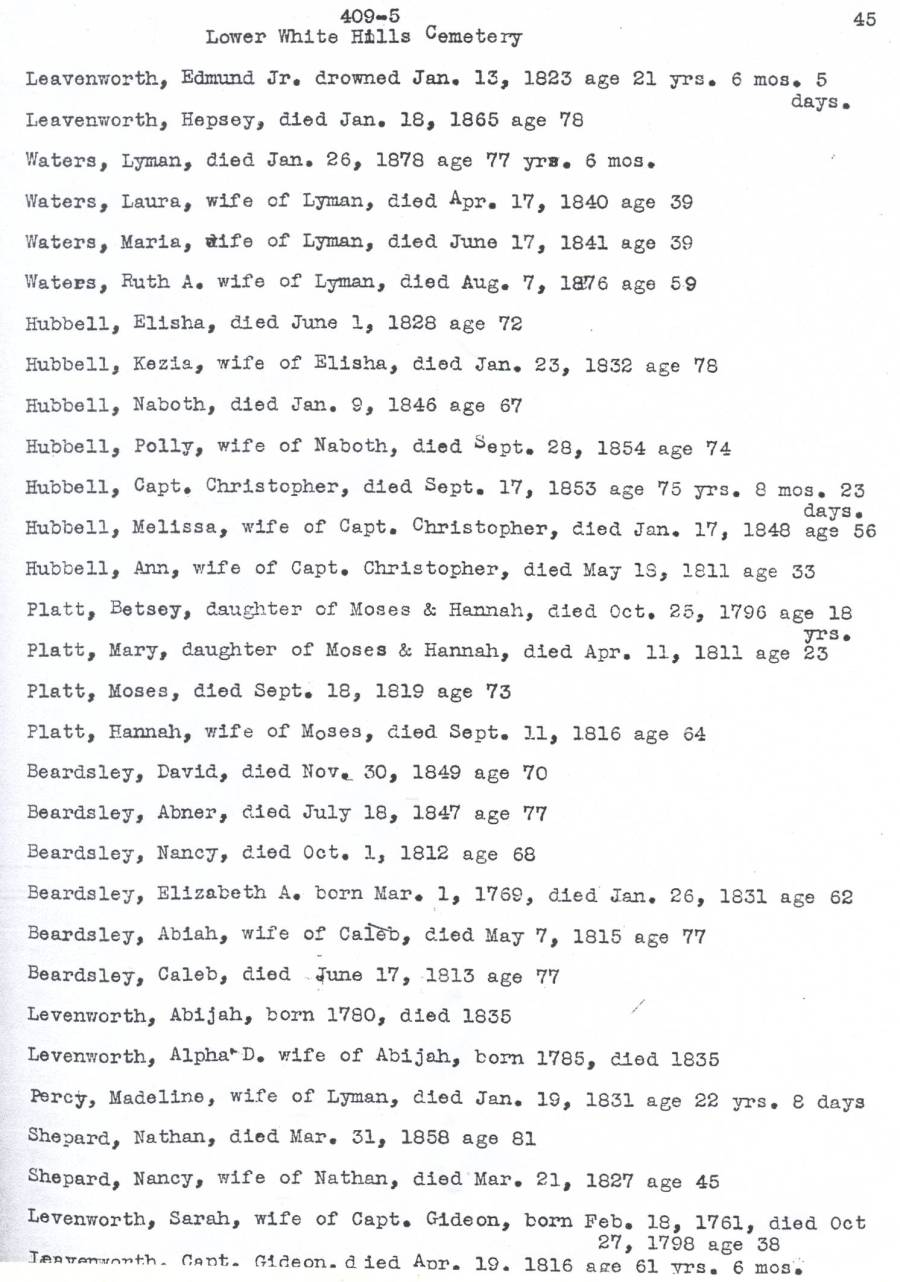 409-5
45
Lower White Hills Cemetery
Leavenworth, Edmund Jr. drowned Jan. 13, 1823 age 21 yrs. 6 mos. 5
days.
Leavenworth, Hepsey, died Jan. 18, 1865 age 78
Waters, Lyman, died Jan. 26, 1878 age 77 yrs. 6 mos.
Waters, Laura, wife of Lyman, died Apr. 17, 1840 age 39
Waters, Maria, wife of Lyman, died June 17, 1841 age 39
Waters, Ruth A. wife of Lyman, died Aug. 7, 1876 age 59
Hubbell, Elisha, died June 1, 1828 age 72
Hubbell, Kezia, wife of Elisha, died Jan. 23, 1832 age 78
Hubbell, Naboth, died Jan. 9, 1846 age 67
Hubbell, Polly, wife of Naboth, died Sept. 28, 1854 age 74
Hubbell, Capt. Christopher, died Sept. 17, 1853 age 75 yrs. 8 mos. 23
days.
Hubbell, Melissa, wife of Capt. Christopher, died Jan. 17, 1848 age 56
Hubbell, Ann, wife of Capt. Christopher, died May 18, 1811 age 33
Platt, Betsey, daughter of Moses & Hannah, died Oct. 25, 1796 age 18
yrs.
Platt, Mary, daughter of Moses & Hannah, died Apr. 11, 1811 age 23
Platt, Moses, died Sept. 18, 1819 age 73
Platt, Hannah, wife of Moses, died Sept. 11, 1816 age 64
Beardsley, David, died Nov. 30, 1849 age 70
Beardsley, Abner, died July 18, 1847 age 77
Beardsley, Nancy, died Oct. 1, 1812 age 68
Beardsley, Elizabeth A. born Mar. 1, 1769, died Jan. 26, 1831 age 62
Beardsley, Abiah, wife of Caleb, died May 7, 1815 age 77
Beardsley, Caleb, died June 17, 1813 age 77
Levenworth, Abijah, born 1780, died 1835
Levenworth, Alpha D. wife of Abijah, born 1785, died 1835
Percy, Madeline, wife of Lyman, died Jan. 19, 1831 age 22 yrs. 8 days
Shepard, Nathan, died Mar. 31, 1858 age 81
Shepard, Nancy, wife of Nathan, died Mar. 21, 1827 age 45
Levenworth, Sarah, wife of Capt. Gideon, born Feb. 18, 1761, died Oct
27, 1798 age 38
Leavenworth, Capt. Gideon, died Apr. 19, 1816 age 61 yrs. 6 mos.